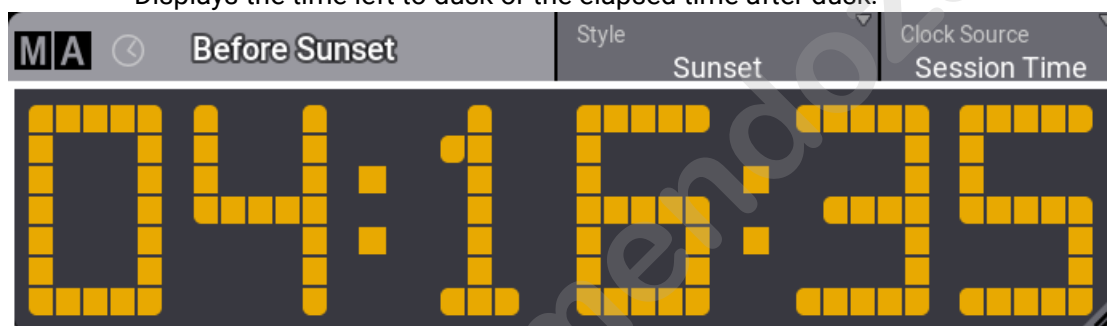 Displays the time left to dusk or the elapsed time after dusk.
MA Before Sunset Style Sunset Clock Source Session Time
04:16:35